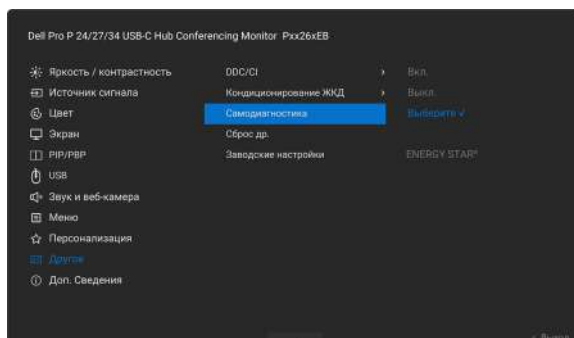 Dell Pro P 24/27/34 USB-C Hub Conferencing Monitor Pxx26xEB
Яркость / контрастность DDC/CI Вкл.
Источник сигнала Кондиционирование ЖКД Выкл.
Цвет Самодиагностика Выберите √
Экран Сброс др.
PIP/PBP Заводские настройки ENERGY STAR®
USB
Звук и веб-камера
Меню
Персонализация
Другое
Доп. Сведения
Выход